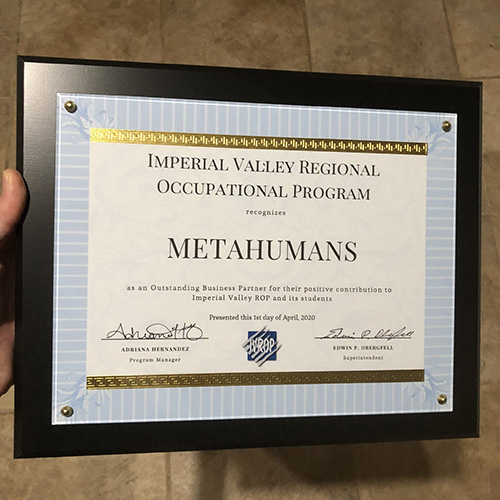 IMPERIAL VALLEY REGIONAL
OCCUPATIONAL PROGRAM
recognizes
METAHUMANS
as an Outstanding Business Partner for their positive contribution to
Imperial Valley ROP and its students
Presented this 1st day of April, 2020
ADRIANA HERNANDEZ
Program Manager
IVROP
EDWIN P. OBERGFELL
Superintendent